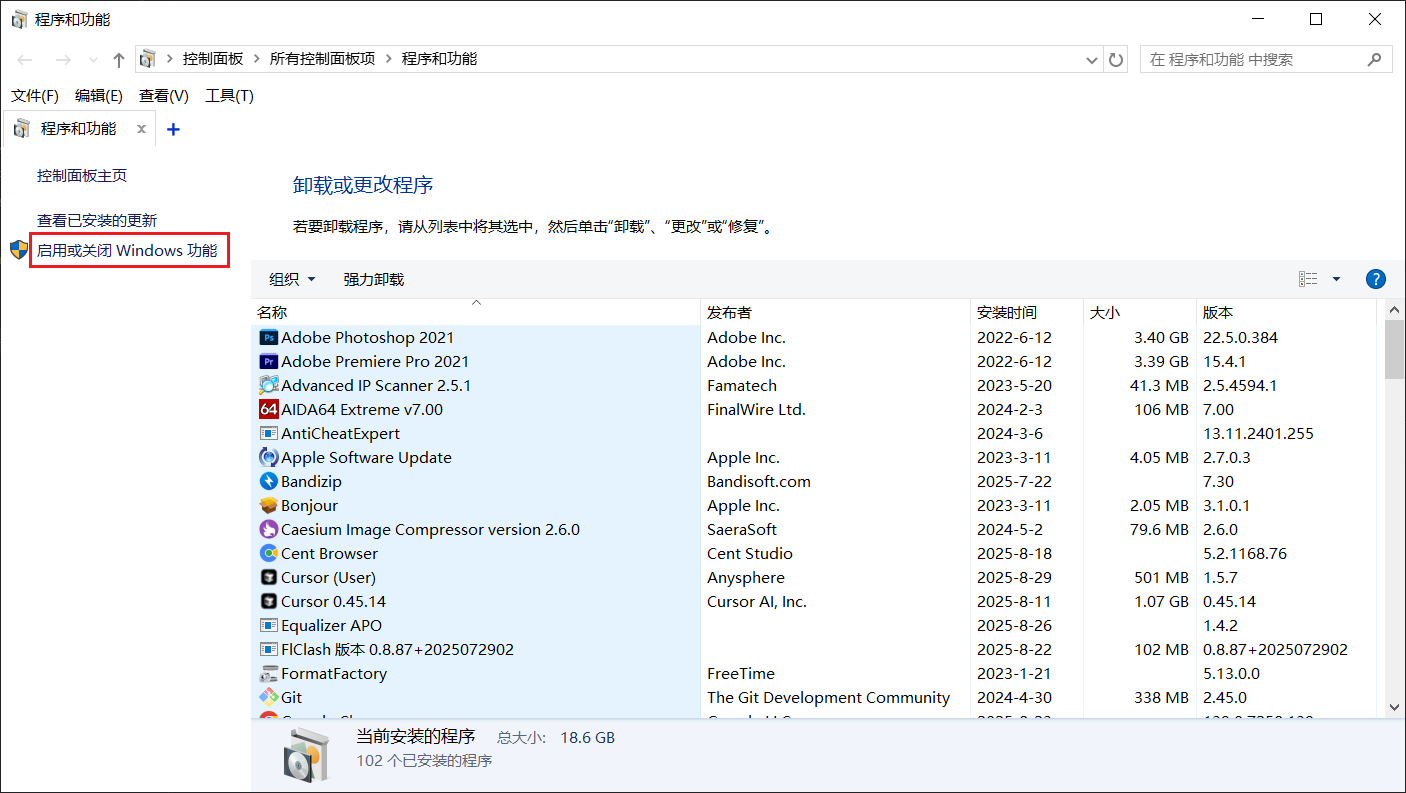 程序和功能
控制面板 > 所有控制面板项 > 程序和功能
在 程序和功能 中搜索
文件(F) 编辑(E) 查看(V) 工具(T)
程序和功能 x +
控制面板主页
查看已安装的更新
启用或关闭 Windows 功能
卸载或更改程序
若要卸载程序，请从列表中将其选中，然后单击“卸载”、“更改”或“修复”。
组织 强力卸载
名称 发布者 安装时间 大小 版本
Ps Adobe Photoshop 2021 Adobe Inc. 2022-6-12 3.40 GB 22.5.0.384
Pr Adobe Premiere Pro 2021 Adobe Inc. 2022-6-12 3.39 GB 15.4.1
Advanced IP Scanner 2.5.1 Famatech 2023-5-20 41.3 MB 2.5.4594.1
64 AIDA64 Extreme v7.00 FinalWire Ltd. 2024-2-3 106 MB 7.00
AntiCheatExpert 2024-3-6 13.11.2401.255
Apple Software Update Apple Inc. 2023-3-11 4.05 MB 2.7.0.3
Bandizip Bandisoft.com 2025-7-22 7.30
Bonjour Apple Inc. 2023-3-11 2.05 MB 3.1.0.1
Caesium Image Compressor version 2.6.0 SaeraSoft 2024-5-2 79.6 MB 2.6.0
Cent Browser Cent Studio 2025-8-18 5.2.1168.76
Cursor (User) Anysphere 2025-8-29 501 MB 1.5.7
Cursor 0.45.14 Cursor AI, Inc. 2025-8-11 1.07 GB 0.45.14
Equalizer APO 2025-8-26 1.4.2
FlClash 版本 0.8.87+2025072902 2025-8-22 102 MB 0.8.87+2025072902
FormatFactory FreeTime 2023-1-21 5.13.0.0
Git The Git Development Community 2024-4-30 338 MB 2.45.0
当前安装的程序 总大小: 18.6 GB
102 个已安装的程序